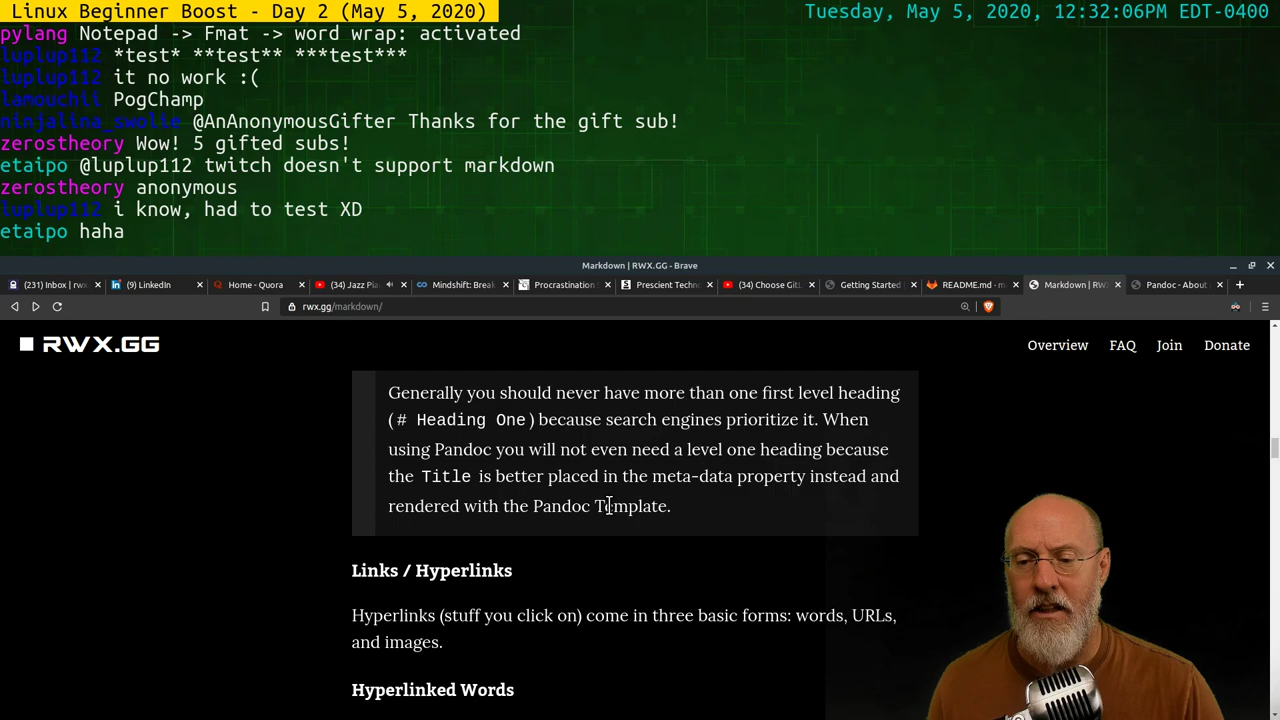 Linux Beginner Boost - Day 2 (May 5, 2020)
Tuesday, May 5, 2020, 12:32:06PM EDT-0400
pylang Notepad -> Fmat -> word wrap: activated
luplup112 *test* **test** ***test***
luplup112 it no work :(
lamouchii PogChamp
ninjalina_swolie @AnAnonymousGifter Thanks for the gift sub!
zerostheory Wow! 5 gifted subs!
etaipo @luplup112 twitch doesn't support markdown
zerostheory anonymous
luplup112 i know, had to test XD
etaipo haha
Markdown | RWX.GG - Brave
(231) Inbox | rwx
(9) LinkedIn
Home - Quora
(34) Jazz Pia
Mindshift: Break
Procrastination
Prescient Techn
(34) Choose GitL
Getting Started
README.md - m
Markdown | RWX
Pandoc - About
rwx.gg/markdown/
RWX.GG
Overview FAQ Join Donate
Generally you should never have more than one first level heading
(# Heading One) because search engines prioritize it. When
using Pandoc you will not even need a level one heading because
the Title is better placed in the meta-data property instead and
rendered with the Pandoc Template.
Links / Hyperlinks
Hyperlinks (stuff you click on) come in three basic forms: words, URLs,
and images.
Hyperlinked Words